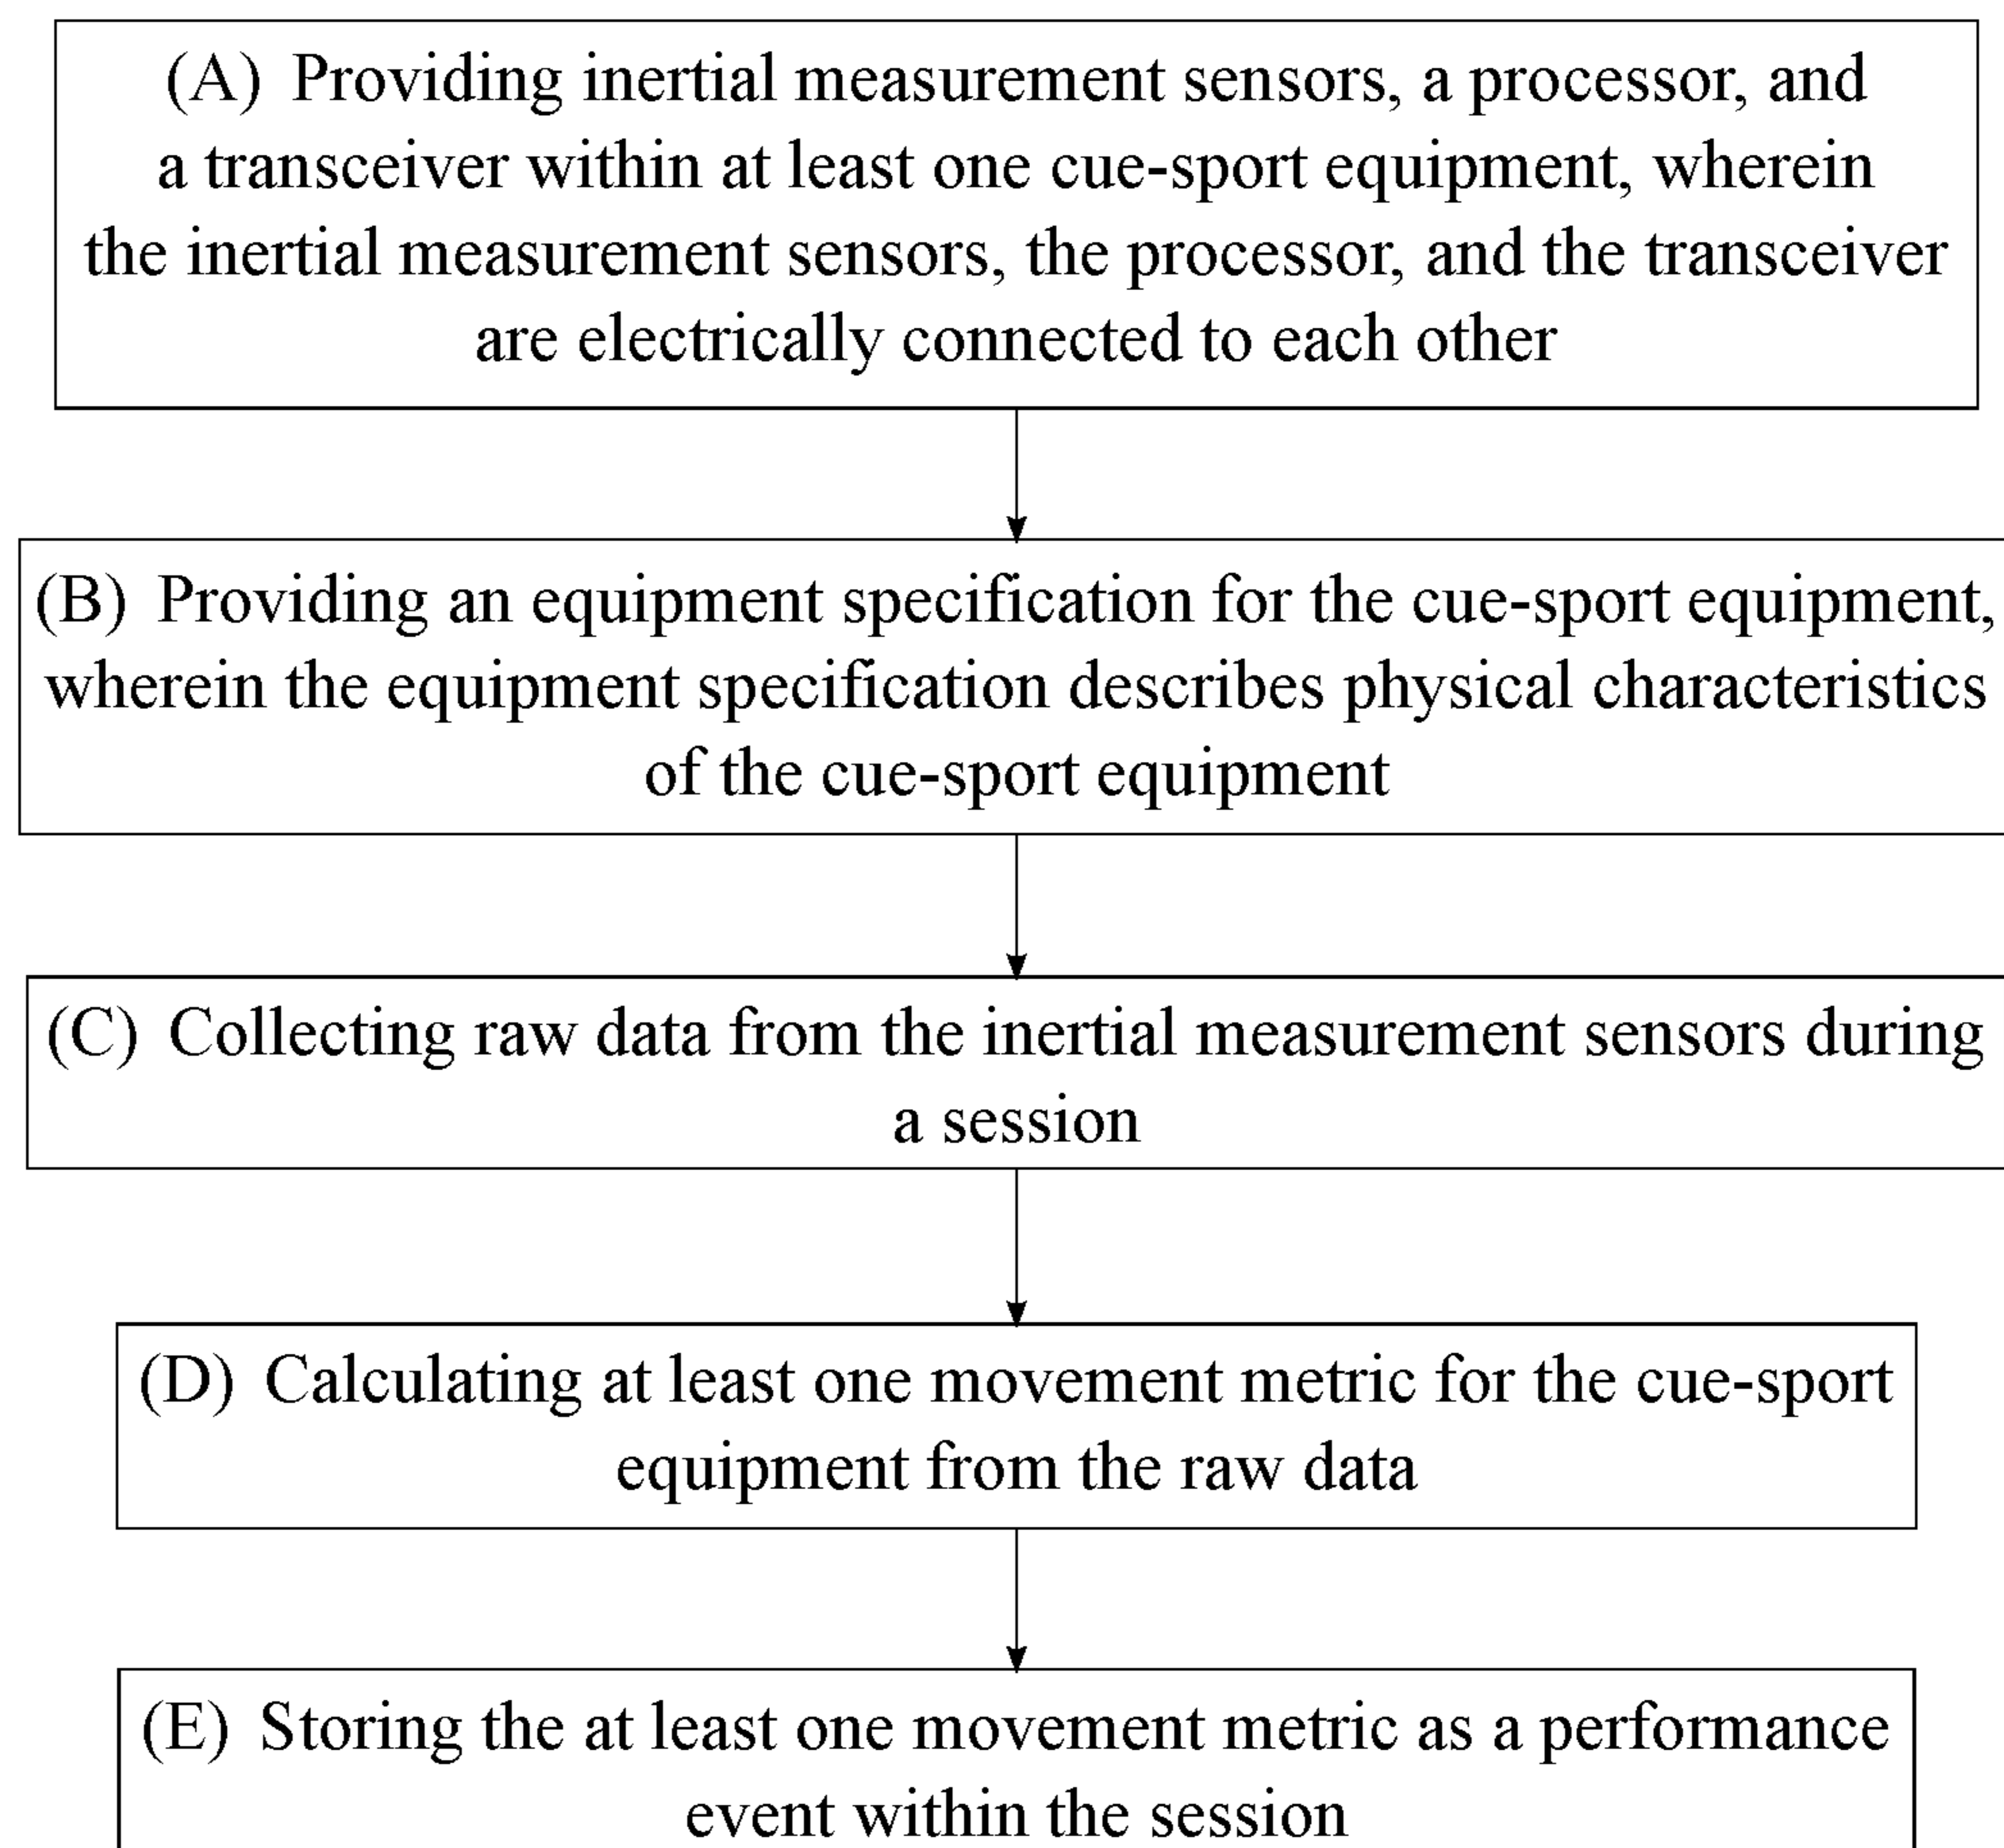 (A) Providing inertial measurement sensors, a processor, and
a transceiver within at least one cue-sport equipment, wherein
the inertial measurement sensors, the processor, and the transceiver
are electrically connected to each other
(B) Providing an equipment specification for the cue-sport equipment,
wherein the equipment specification describes physical characteristics
of the cue-sport equipment
(C) Collecting raw data from the inertial measurement sensors during
a session
(D) Calculating at least one movement metric for the cue-sport
equipment from the raw data
(E) Storing the at least one movement metric as a performance
event within the session